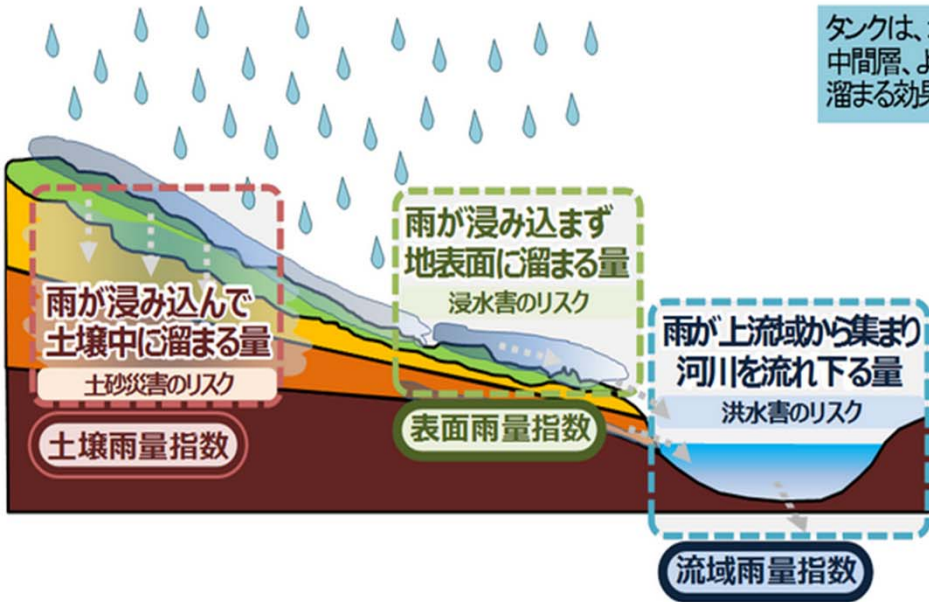 タンクは、
中間層、よ
溜まる効果
雨が浸み込んで
土壌中に溜まる量
土砂災害のリスク
土壌雨量指数
雨が浸み込まず
地表面に溜まる量
浸水害のリスク
表面雨量指数
雨が上流域から集まり
河川を流れ下る量
洪水害のリスク
流域雨量指数